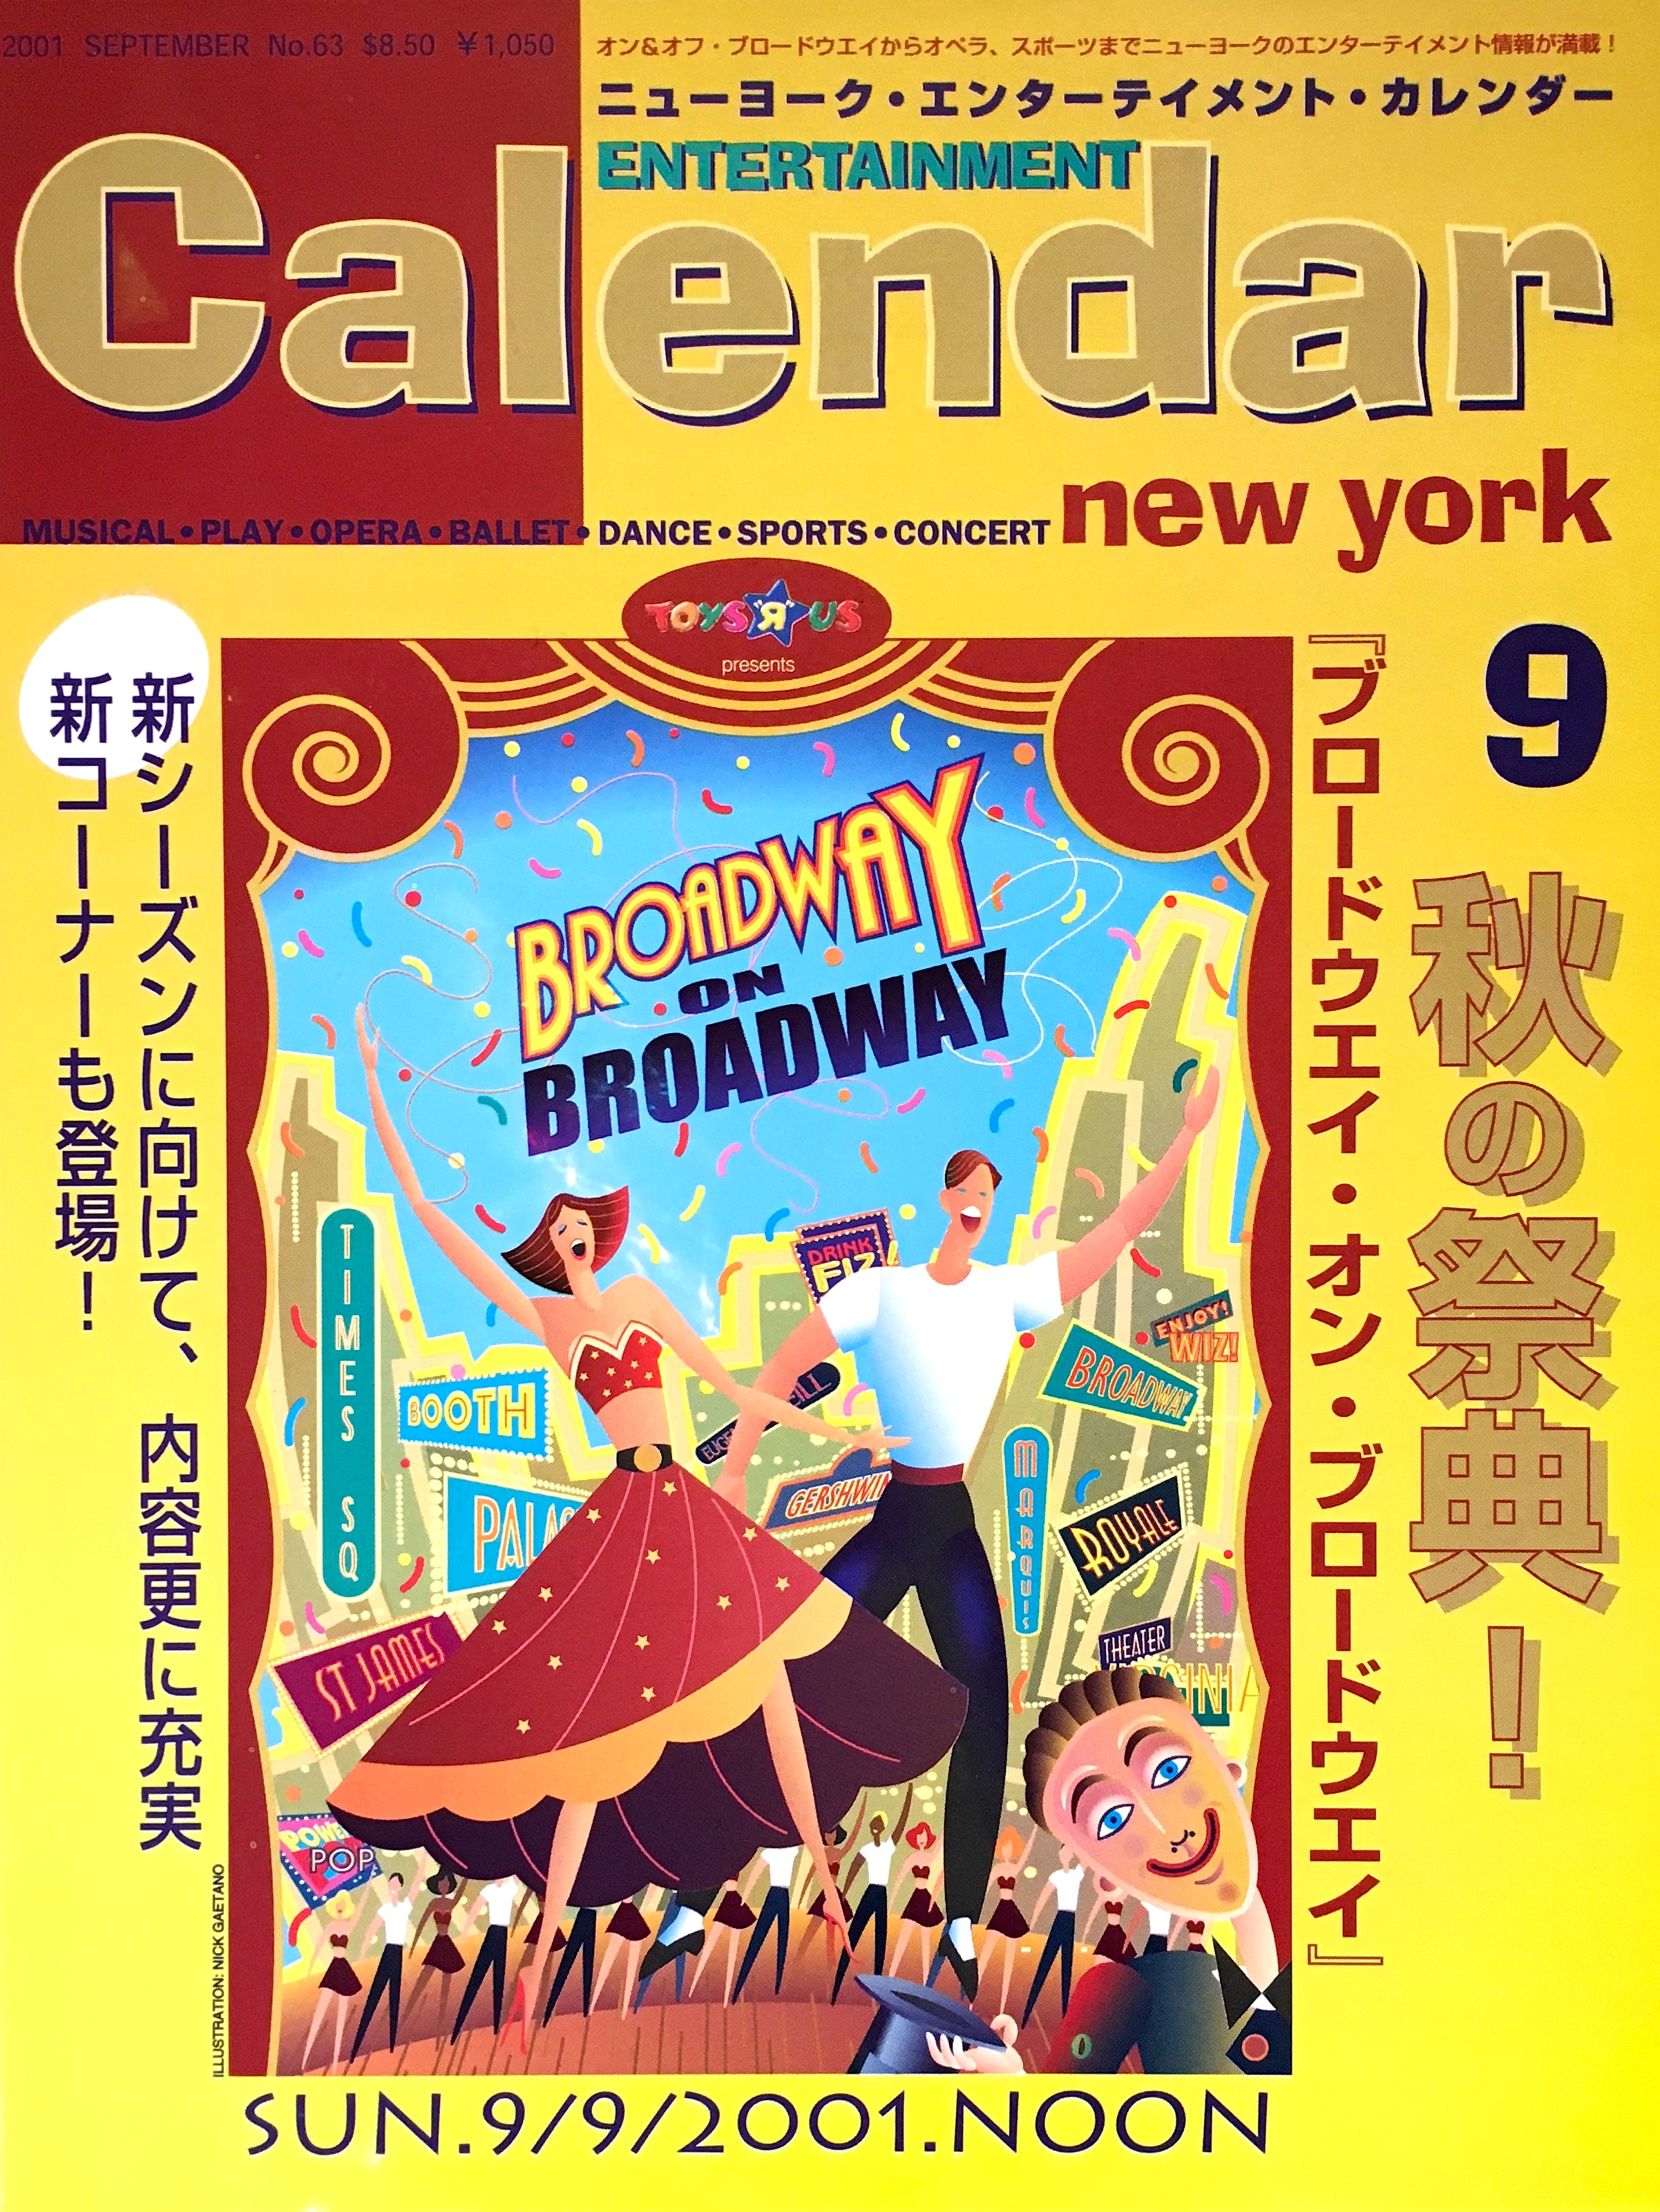 2001 SEPTEMBER No.63 $8.50 ¥1,050
オン&オフ・ブロードウエイからオペラ、スポーツまでニューヨークのエンターテイメント情報が満載！
ニューヨーク・エンターテイメント・カレンダー
ENTERTAINMENT
Calendar
new york
MUSICAL•PLAY•OPERA•BALLET•DANCE•SPORTS•CONCERT
9
秋の祭典！
『ブロードウエイ・オン・ブロードウエイ』
新シーズンに向けて、内容更に充実
新コーナーも登場！
TOYS "R" US
presents
BROADWAY
ON
BROADWAY
DRINK
FIZ
ENJOY!
WIZ!
TIMES SQ
BOOTH
BROADWAY
PALA
GERSHWIN
MARQUIS
ROYALE
ST JAMES
THEATER
POP
ILLUSTRATION: NICK GAETANO
SUN.9/9/2001.NOON